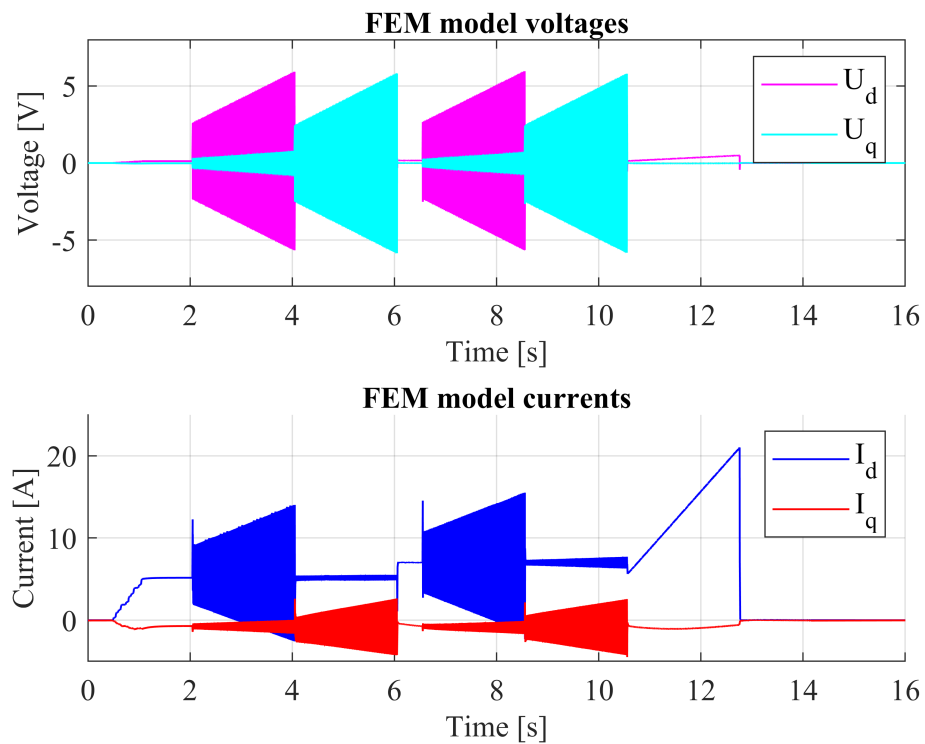 FEM model voltages
Voltage [V]
5
0
-5
U_d
U_q
0 2 4 6 8 10 12 14 16
Time [s]
FEM model currents
Current [A]
20
10
0
I_d
I_q
0 2 4 6 8 10 12 14 16
Time [s]